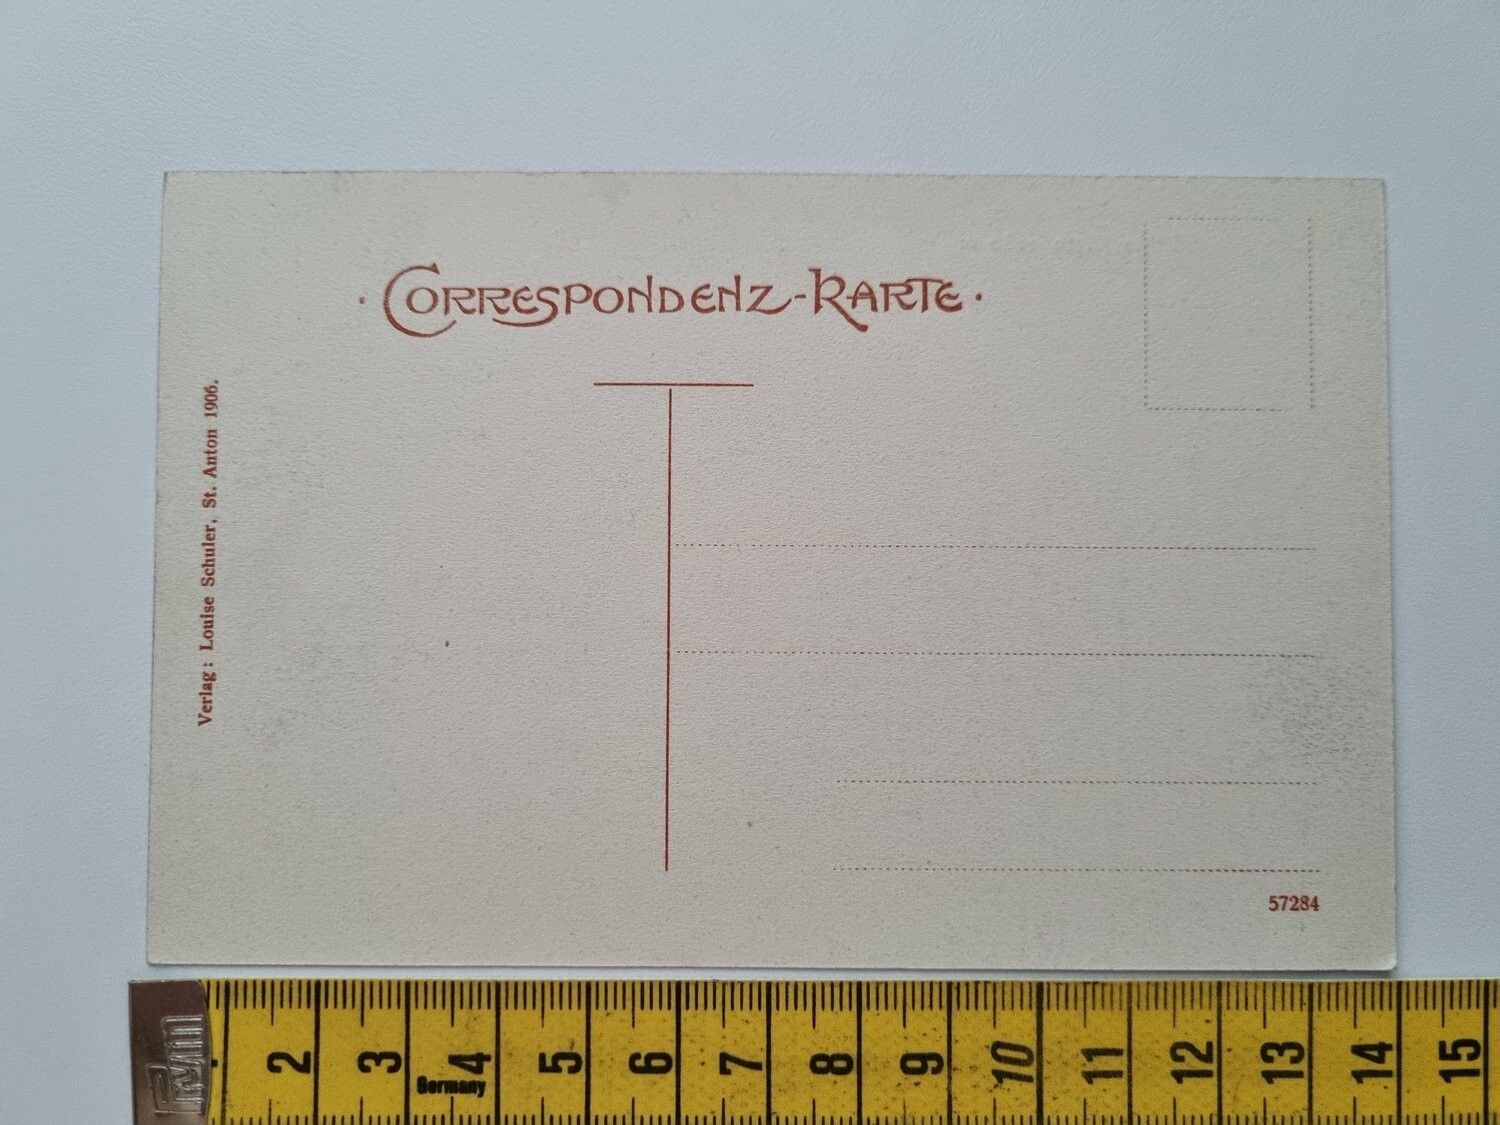 · CORRESPONDENZ-KARTE ·
Verlag: Louise Schuler, St. Anton 1906.
57284
Prym
2 3 4 5 6 7 8 9 10 11 12 13 14 15
Germany